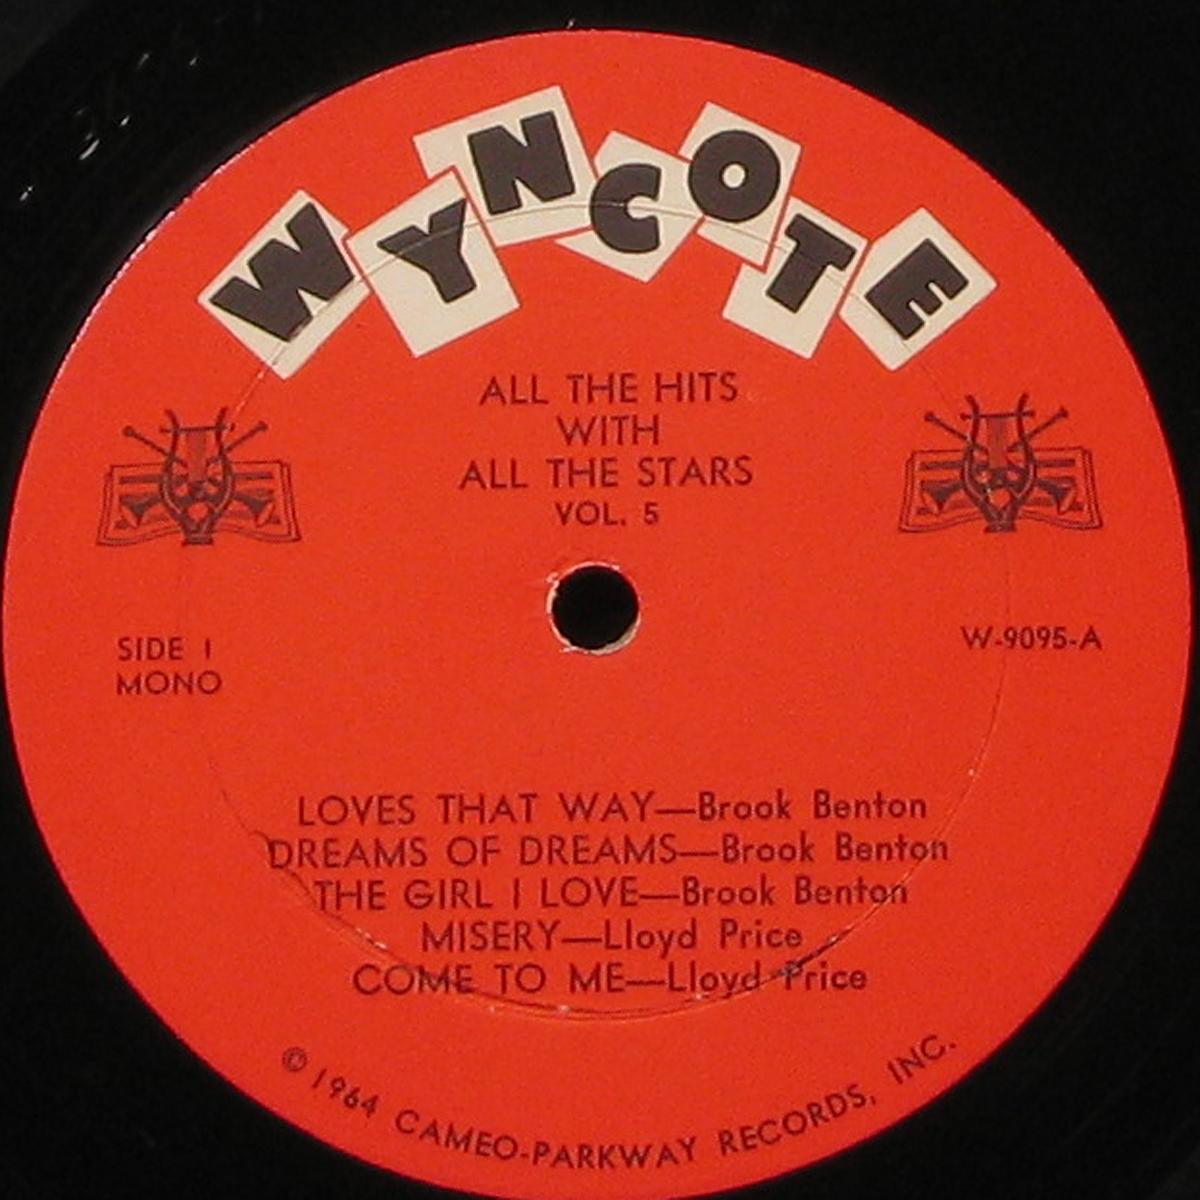 WYNCOTE
ALL THE HITS
WITH
ALL THE STARS
VOL. 5
SIDE 1
MONO
W-9095-A
LOVES THAT WAY—Brook Benton
DREAMS OF DREAMS—Brook Benton
THE GIRL I LOVE—Brook Benton
MISERY—Lloyd Price
COME TO ME—Lloyd Price
© 1964 CAMEO-PARKWAY RECORDS, INC.